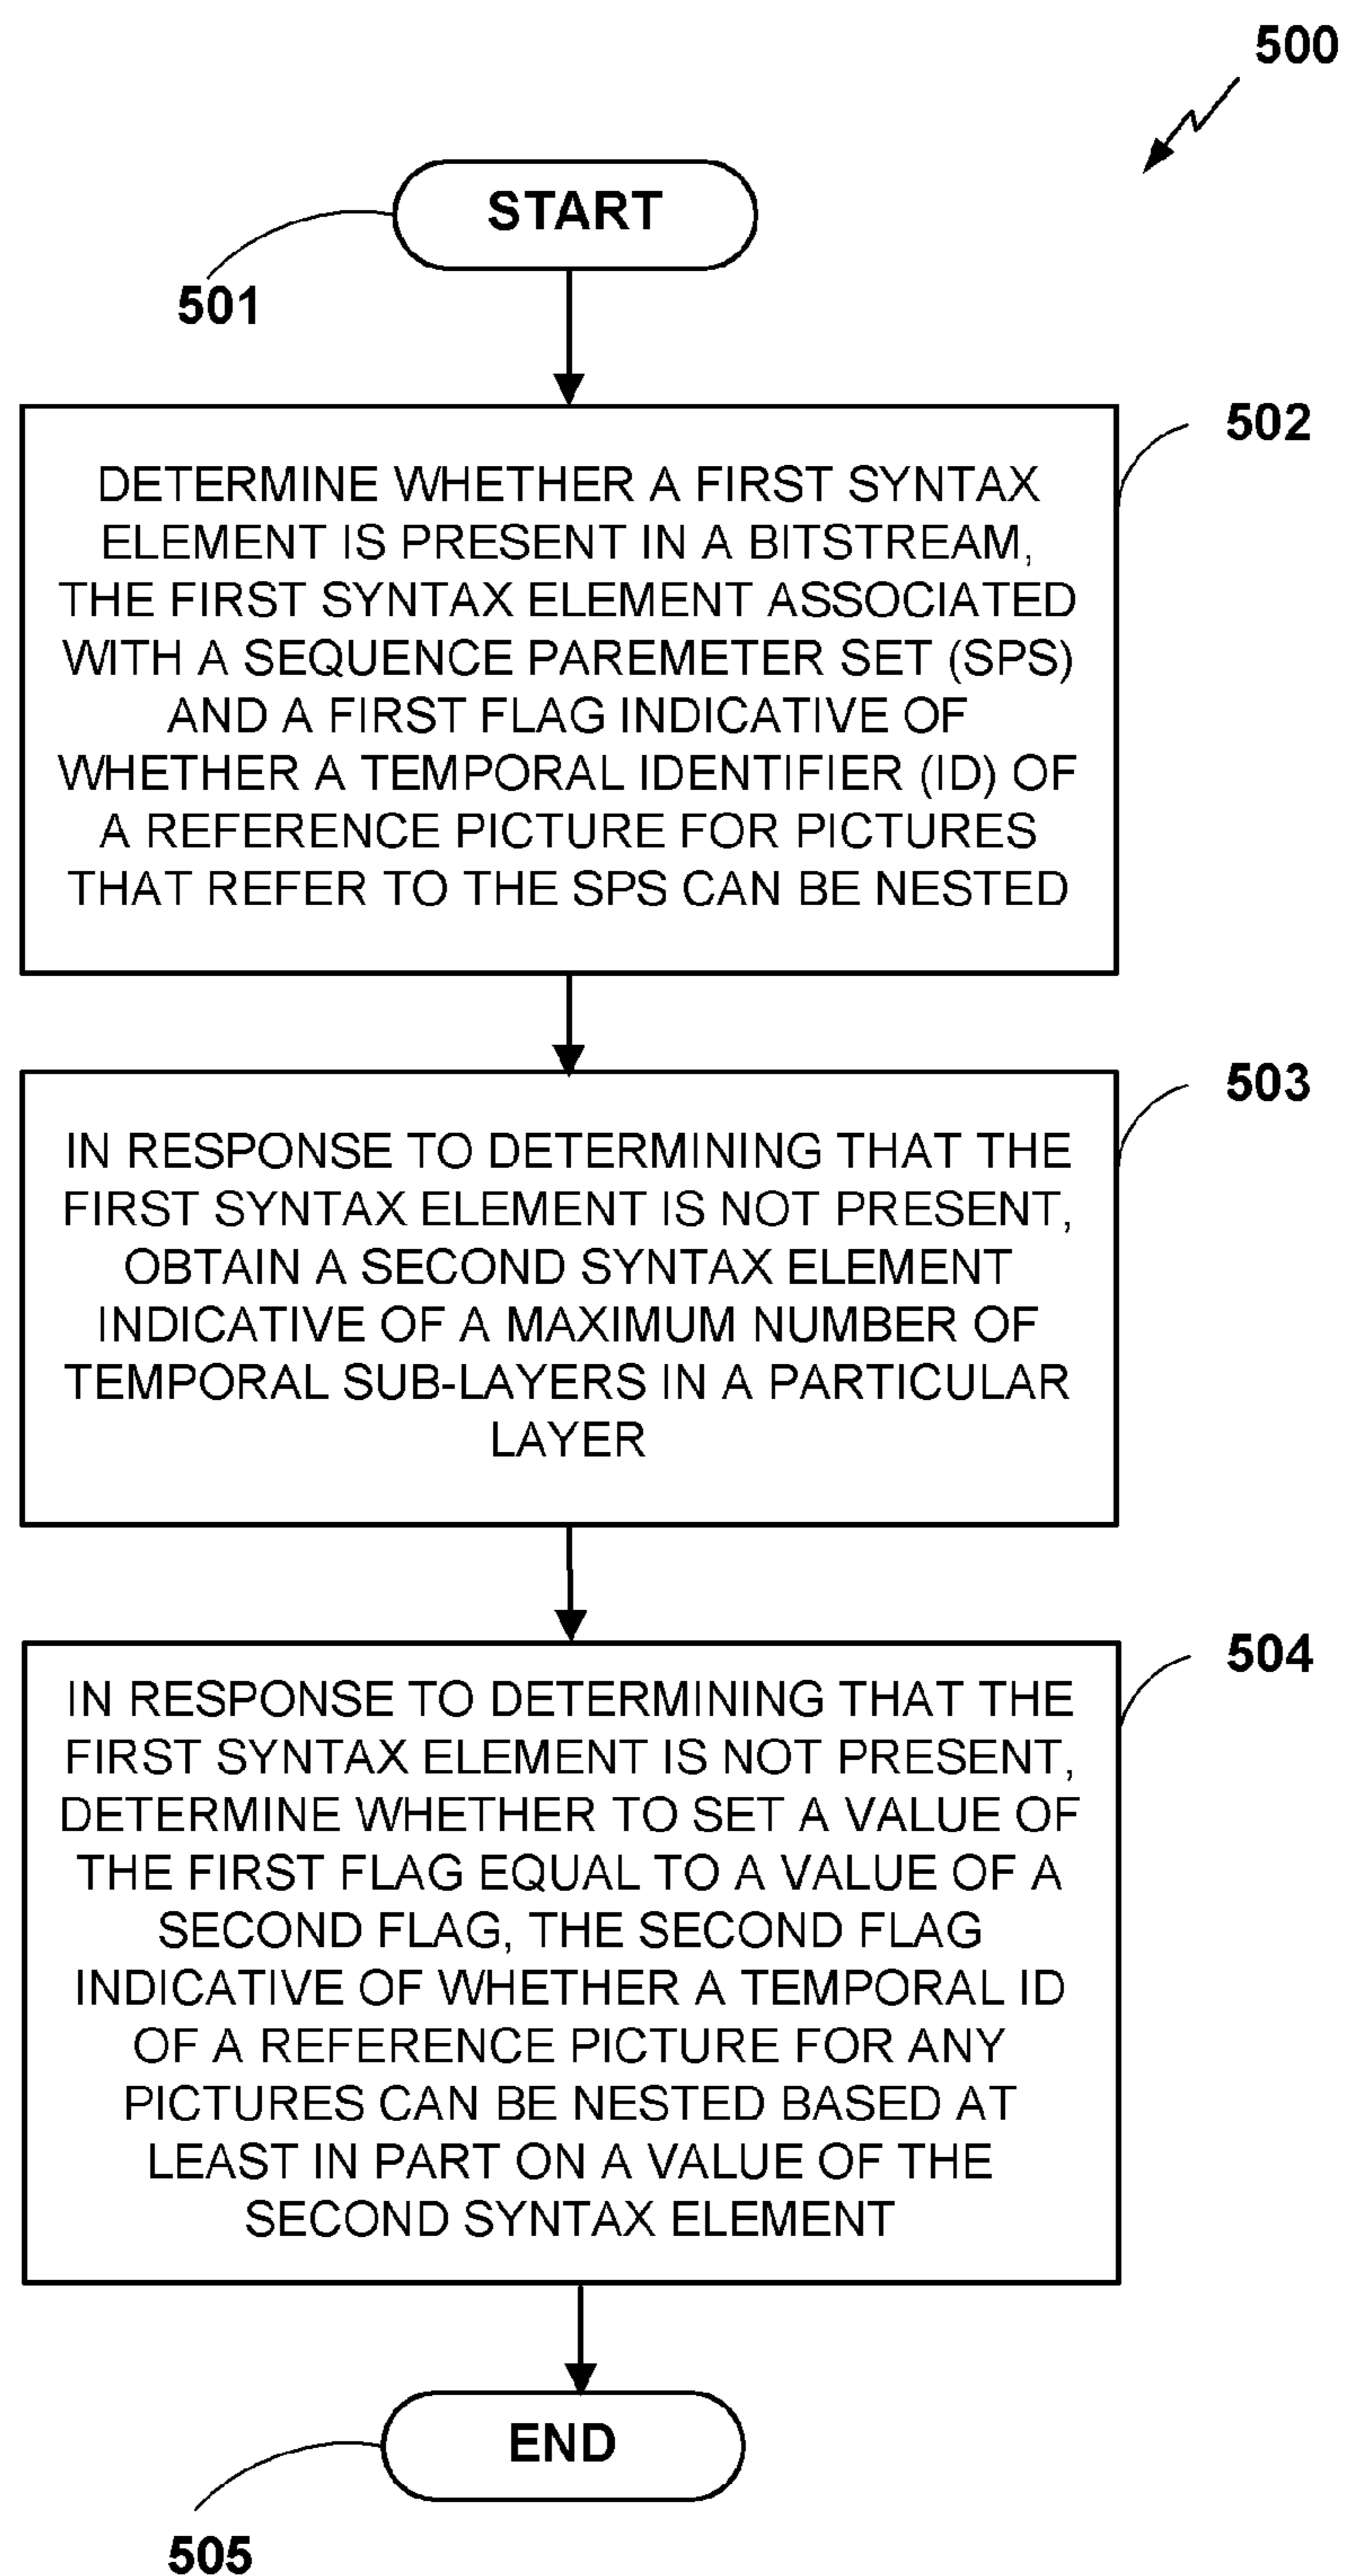 500
START
501
502
DETERMINE WHETHER A FIRST SYNTAX
ELEMENT IS PRESENT IN A BITSTREAM,
THE FIRST SYNTAX ELEMENT ASSOCIATED
WITH A SEQUENCE PAREMETER SET (SPS)
AND A FIRST FLAG INDICATIVE OF
WHETHER A TEMPORAL IDENTIFIER (ID) OF
A REFERENCE PICTURE FOR PICTURES
THAT REFER TO THE SPS CAN BE NESTED
503
IN RESPONSE TO DETERMINING THAT THE
FIRST SYNTAX ELEMENT IS NOT PRESENT,
OBTAIN A SECOND SYNTAX ELEMENT
INDICATIVE OF A MAXIMUM NUMBER OF
TEMPORAL SUB-LAYERS IN A PARTICULAR
LAYER
504
IN RESPONSE TO DETERMINING THAT THE
FIRST SYNTAX ELEMENT IS NOT PRESENT,
DETERMINE WHETHER TO SET A VALUE OF
THE FIRST FLAG EQUAL TO A VALUE OF A
SECOND FLAG, THE SECOND FLAG
INDICATIVE OF WHETHER A TEMPORAL ID
OF A REFERENCE PICTURE FOR ANY
PICTURES CAN BE NESTED BASED AT
LEAST IN PART ON A VALUE OF THE
SECOND SYNTAX ELEMENT
END
505